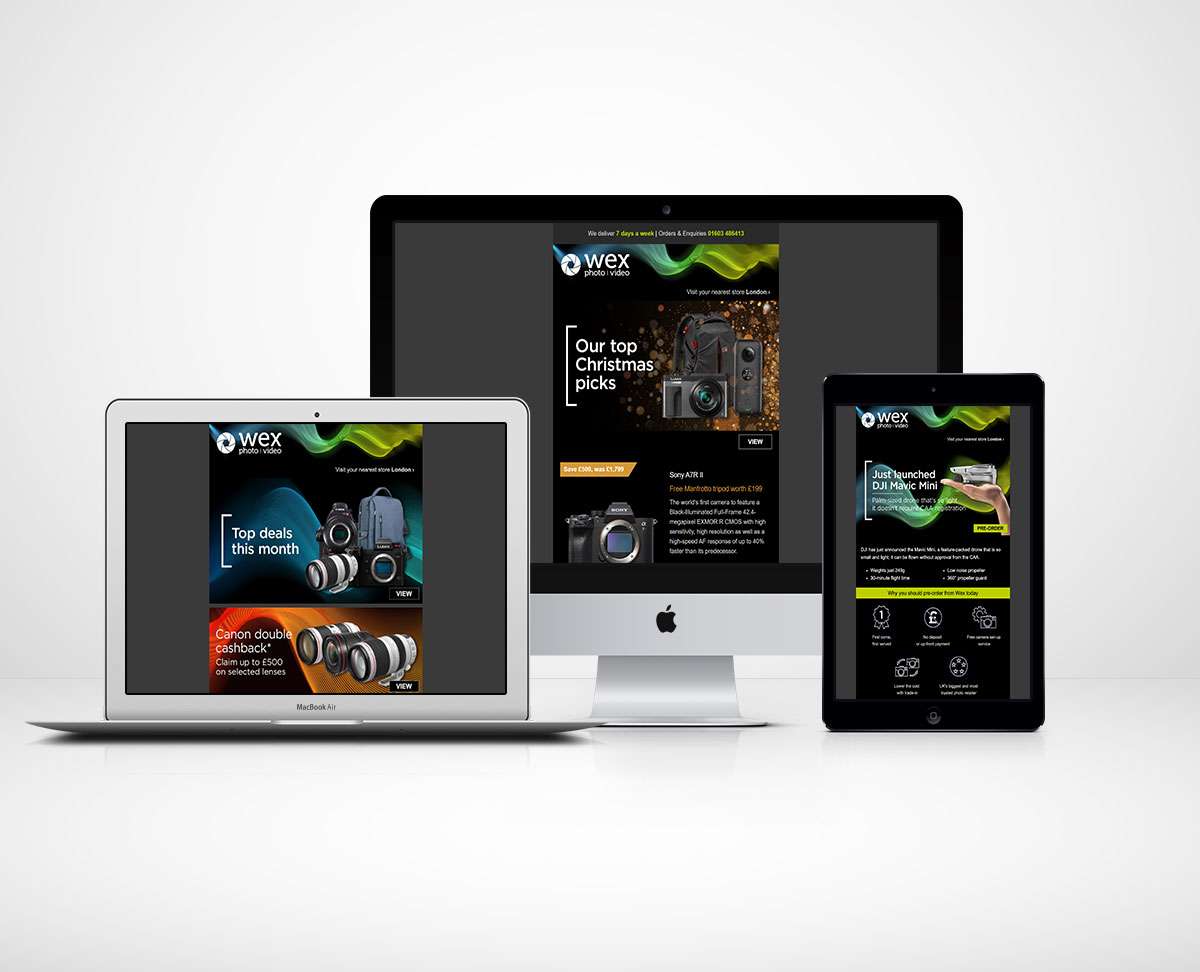 We deliver 7 days a week | Orders & Enquiries 01603 486413
wex
photo | video
Visit your nearest store London ›
Our top
Christmas
picks
LUMIX
VIEW
Save £500, was £1,799
Sony A7R II
Free Manfrotto tripod worth £199
The world's first camera to feature a
Black-Illuminated Full-Frame 42.4-
megapixel EXMOR R CMOS with high
sensitivity, high resolution as well as a
high-speed AF response of up to 40%
faster than its predecessor.
SONY
wex
photo | video
Visit your nearest store London ›
Top deals
this month
LUMIX
VIEW
Canon double
cashback*
Claim up to £500
on selected lenses
VIEW
MacBook Air
wex
photo | video
Visit your nearest store London ›
Just launched
DJI Mavic Mini
Palm-sized drone that's so light,
it doesn't require CAA registration
PRE-ORDER
DJI has just announced the Mavic Mini, a feature-packed drone that is so
small and light, it can be flown without approval from the CAA.
• Weighs just 249g
• Low noise propeller
• 30-minute flight time
• 360° propeller guard
Why you should pre-order from Wex today
1
£
First come,
first served
No deposit
or up front payment
Free camera set-up
service
Lower the cost
with trade-in
UK's biggest and most
trusted photo retailer